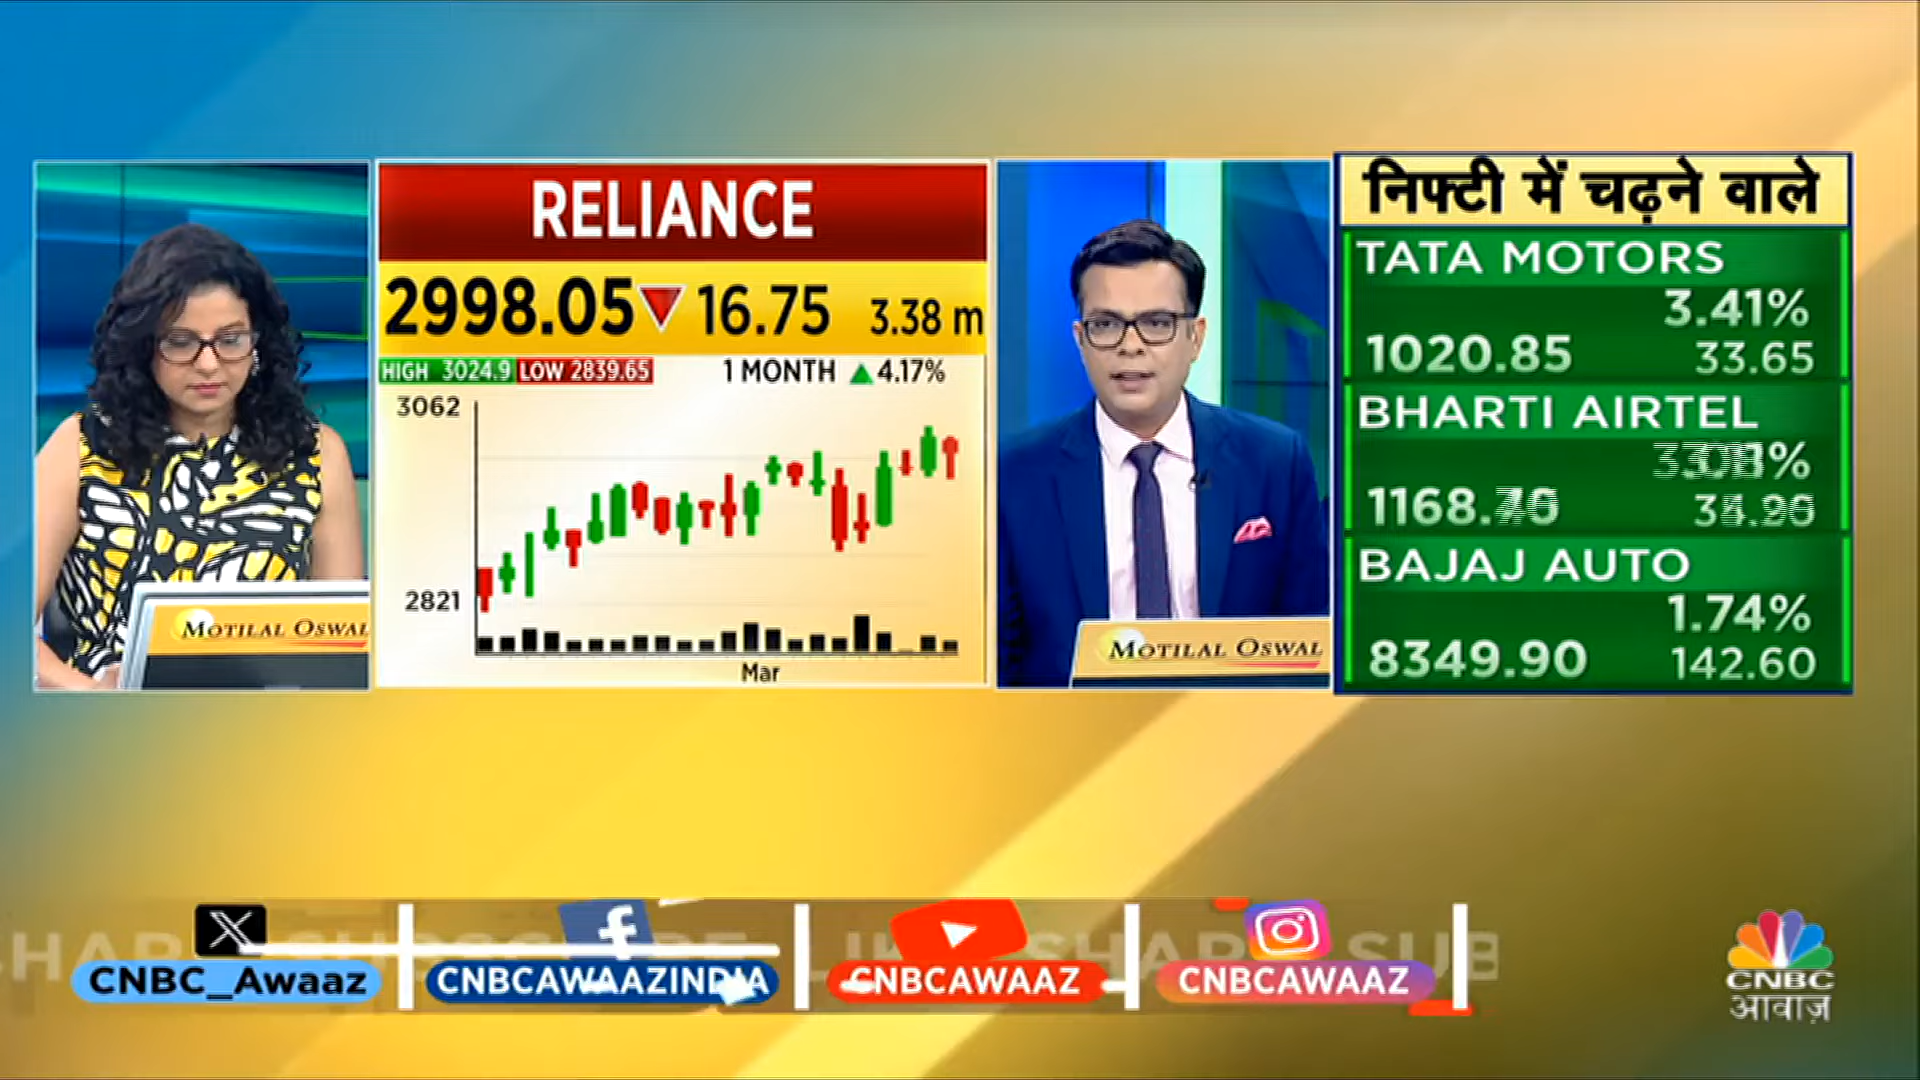 RELIANCE
2998.05 16.75 3.38 m
HIGH 3024.9 LOW 2839.65 1 MONTH 4.17%
3062
2821
Mar
MOTILAL OSWAL
MOTILAL OSWAL
निफ्टी में चढ़ने वाले
TATA MOTORS
3.41%
1020.85 33.65
BHARTI AIRTEL
BAJAJ AUTO
1.74%
8349.90 142.60
CNBC_Awaaz
CNBCAWAAZINDIA
CNBCAWAAZ
CNBCAWAAZ
CNBC
आवाज़